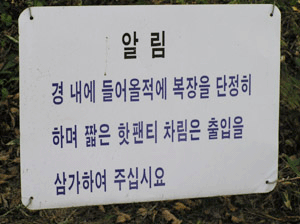 알 림
경 내에 들어올적에 복장을 단정히
하며 짧은 핫팬티 차림은 출입을
삼가하여 주십시요